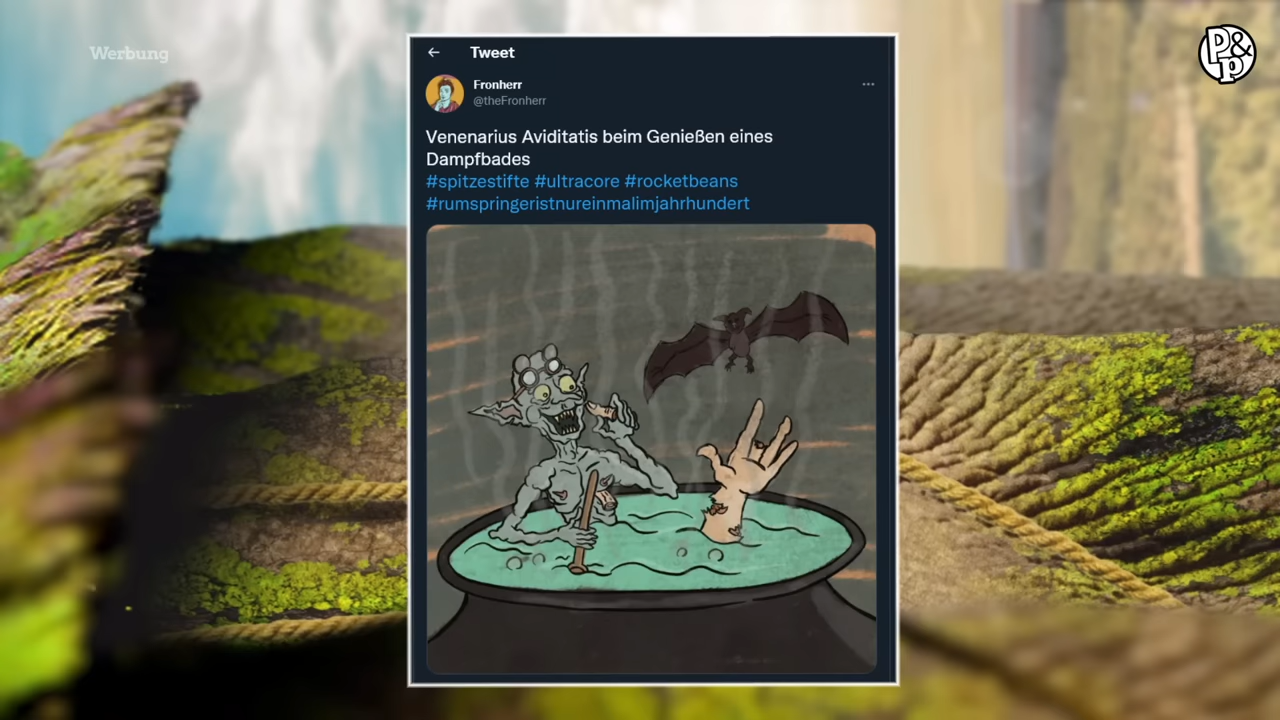 Werbung
P&P
Tweet
Fronherr
@theFronherr
Venenarius Aviditatis beim Genießen eines
Dampfbades
#spitzestifte #ultracore #rocketbeans
#rumspringeristnureinmalimjahrhundert